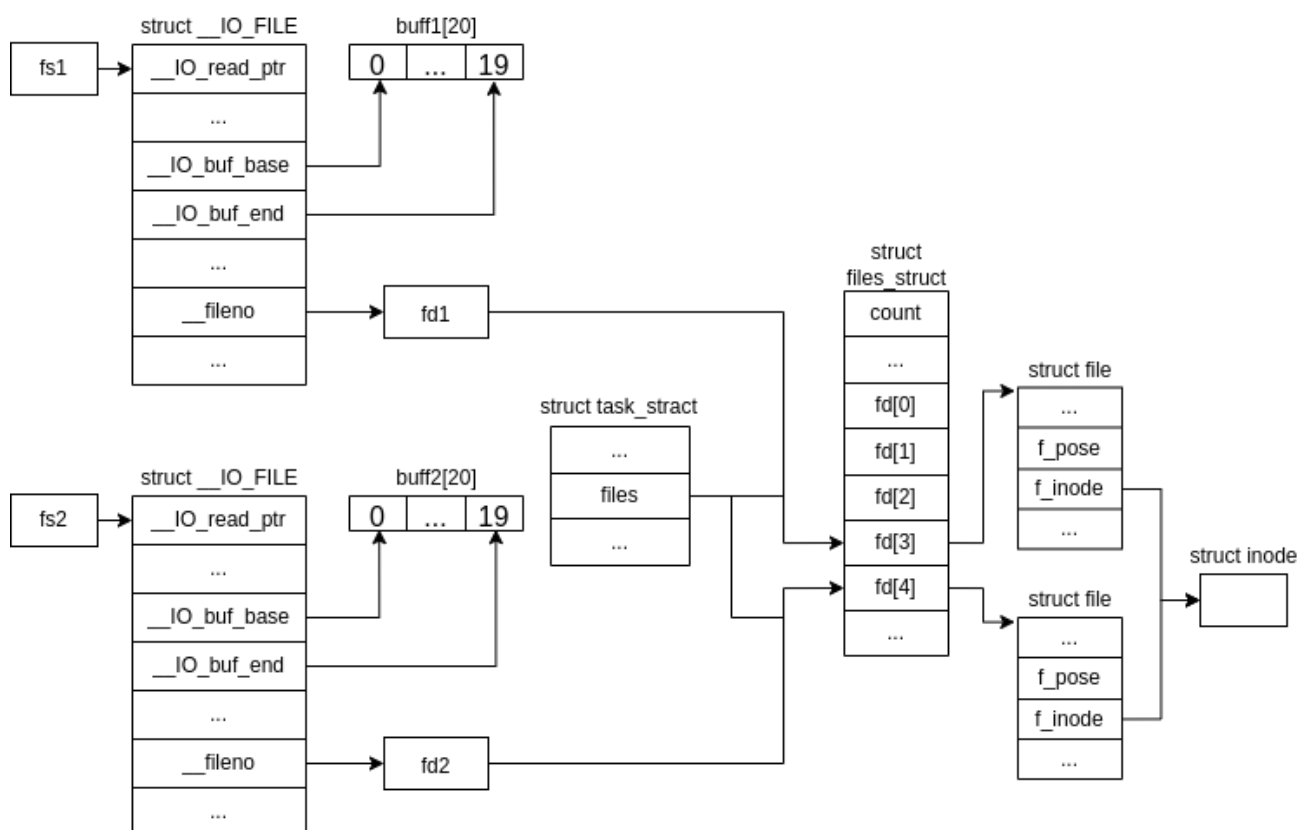 struct __IO_FILE
fs1
__IO_read_ptr
...
__IO_buf_base
__IO_buf_end
...
__fileno
...
buff1[20]
0 ... 19
fd1
struct __IO_FILE
fs2
__IO_read_ptr
...
__IO_buf_base
__IO_buf_end
...
__fileno
...
buff2[20]
0 ... 19
fd2
struct task_stract
...
files
...
struct
files_struct
count
...
fd[0]
fd[1]
fd[2]
fd[3]
fd[4]
...
struct file
...
f_pose
f_inode
...
struct file
...
f_pose
f_inode
...
struct inode